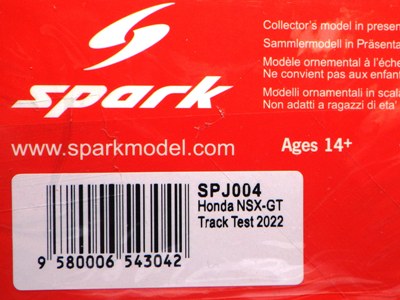 Collector's model in presen
Sammlermodell in Präsenta
Modèle ornemental à l'éche
Ne convient pas aux enfant
Modelli ornamentali in scala
Non adatti a ragazzi di eta'
spark
www.sparkmodel.com
Ages 14+
SPJ004
Honda NSX-GT
Track Test 2022
9 580006 543042